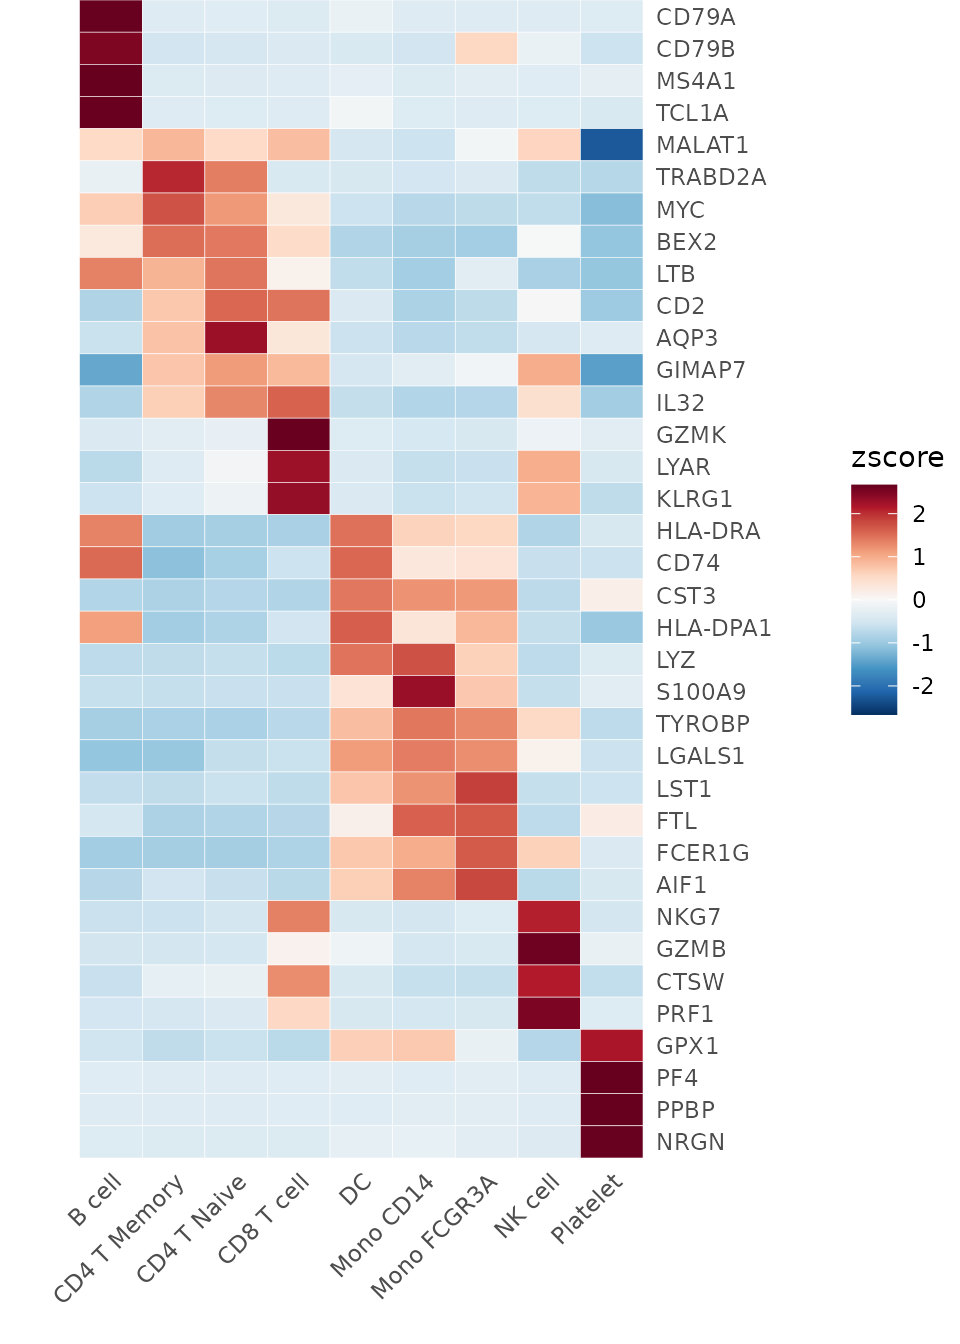 CD79A
CD79B
MS4A1
TCL1A
MALAT1
TRABD2A
MYC
BEX2
LTB
CD2
AQP3
GIMAP7
IL32
GZMK
LYAR
KLRG1
HLA-DRA
CD74
CST3
HLA-DPA1
LYZ
S100A9
TYROBP
LGALS1
LST1
FTL
FCER1G
AIF1
NKG7
GZMB
CTSW
PRF1
GPX1
PF4
PPBP
NRGN
zscore
2
1
0
-1
-2
B cell
CD4 T Memory
CD4 T Naive
CD8 T cell
DC
Mono CD14
Mono FCGR3A
NK cell
Platelet